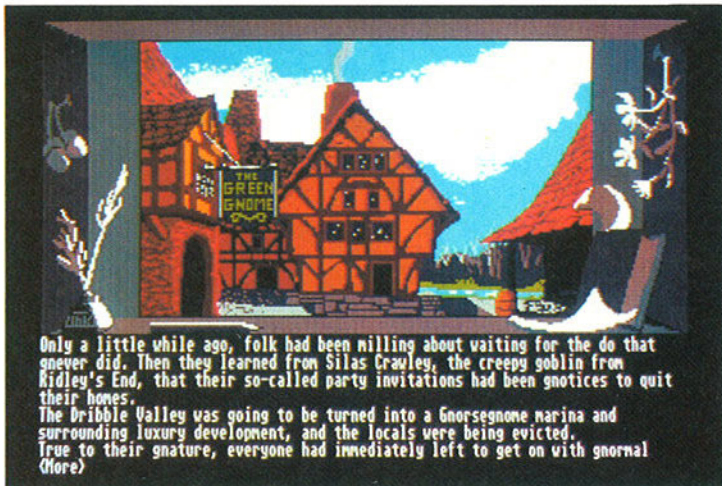 THE
GREEN
GNOME
Only a little while ago, folk had been milling about waiting for the do that
gnever did. Then they learned from Silas Crawley, the creepy goblin from
Ridley's End, that their so-called party invitations had been gnotices to quit
their homes.
The Dribble Valley was going to be turned into a Gnorsegnome marina and
surrounding luxury development, and the locals were being evicted.
True to their gnature, everyone had immediately left to get on with gnormal
<More>